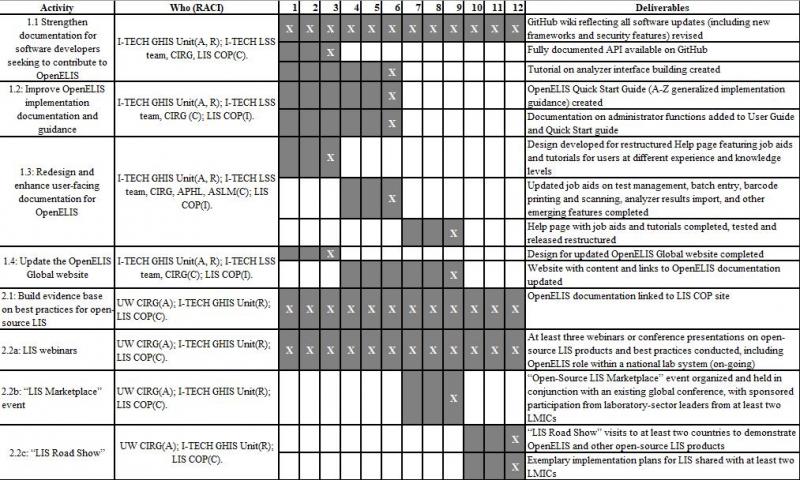 Activity Who (RACI) 1 2 3 4 5 6 7 8 9 10 11 12 Deliverables
1.1 Strengthen
documentation for
software developers
seeking to contribute to
OpenELIS
I-TECH GHIS Unit(A, R); I-TECH LSS
team, CIRG, LIS COP(C).
X X X X X X X X X X X X
GitHub wiki reflecting all software updates (including new
frameworks and security features) revised
X
Fully documented API available on GitHub
X
Tutorial on analyzer interface building created
1.2: Improve OpenELIS
implementation
documentation and
guidance
I-TECH GHIS Unit(A, R); I-TECH LSS
team, CIRG (C); LIS COP(I).
X
OpenELIS Quick Start Guide (A-Z generalized implementation
guidance) created
X
Documentation on administrator functions added to User Guide
and Quick Start guide
1.3: Redesign and
enhance user-facing
documentation for
OpenELIS
I-TECH GHIS Unit(A, R); I-TECH LSS
team, CIRG, APHL, ASLM(C); LIS
COP(I).
X
Design developed for restructured Help page featuring job aids
and tutorials for users at different experience and knowledge
levels
X
Updated job aids on test management, batch entry, barcode
printing and scanning, analyzer results import, and other
emerging features completed
X
Help page with job aids and tutorials completed, tested and
released restructured
1.4: Update the OpenELIS
Global website
I-TECH GHIS Unit(A, R); I-TECH LSS
team, CIRG(C); LIS COP(I).
X
Design for updated OpenELIS Global website completed
X
Website with content and links to OpenELIS documentation
updated
2.1: Build evidence base
on best practices for open-
source LIS
UW CIRG(A); I-TECH GHIS Unit(R);
LIS COP(C).
X X X X X X X X X X X X
OpenELIS documentation linked to LIS COP site
2.2a: LIS webinars
UW CIRG(A); I-TECH GHIS Unit(R);
LIS COP(C).
X X X X X X X X X X X X
At least three webinars or conference presentations on open-
source LIS products and best practices conducted, including
OpenELIS role within a national lab system (on-going)
2.2b: “LIS Marketplace”
event
UW CIRG(A); I-TECH GHIS Unit(R);
LIS COP(C).
X
“Open-Source LIS Marketplace” event organized and held in
conjunction with an existing global conference, with sponsored
participation from laboratory-sector leaders from at least two
LMICs
2.2c: “LIS Road Show”
UW CIRG(A); I-TECH GHIS Unit(R);
LIS COP(C).
X
“LIS Road Show” visits to at least two countries to demonstrate
OpenELIS and other open-source LIS products
X
Exemplary implementation plans for LIS shared with at least two
LMICs